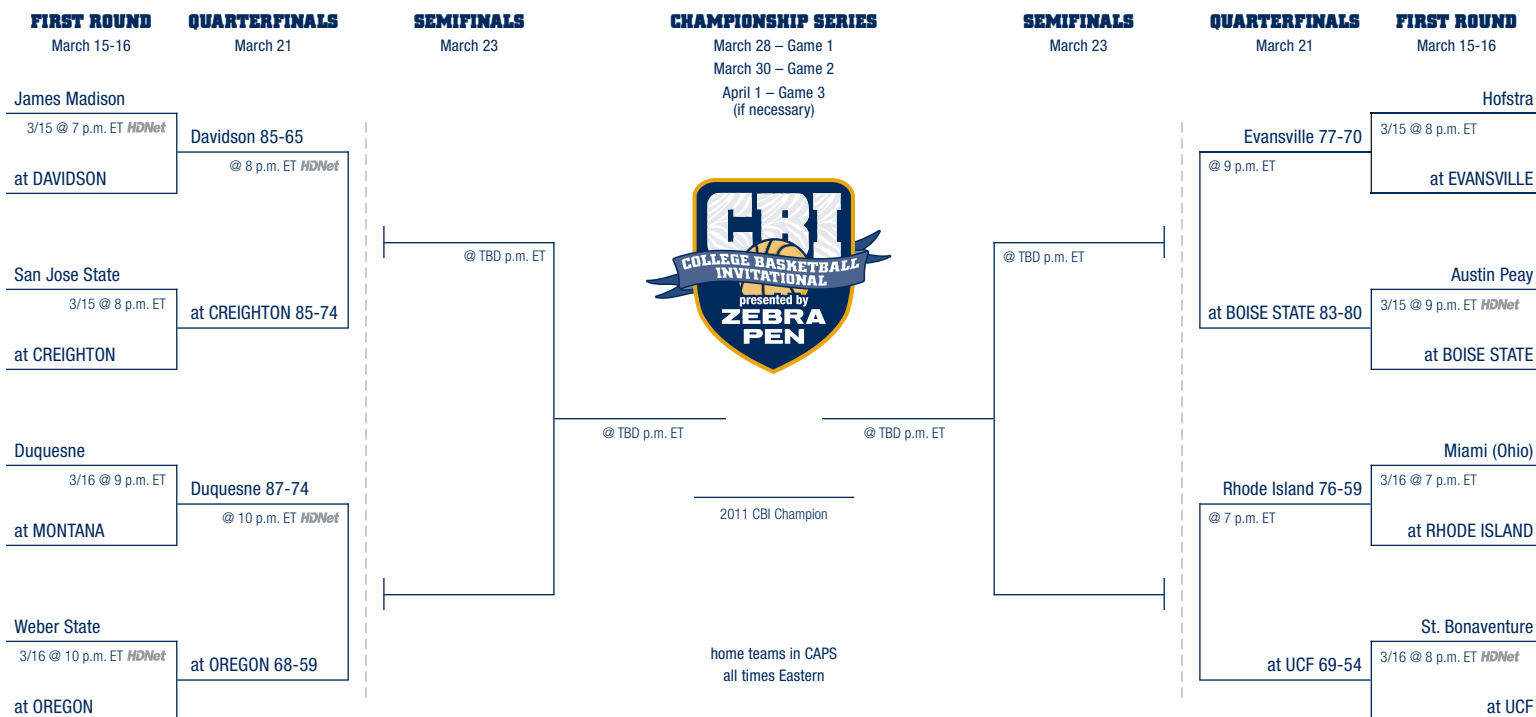 FIRST ROUND QUARTERFINALS SEMIFINALS CHAMPIONSHIP SERIES SEMIFINALS QUARTERFINALS FIRST ROUND
March 15-16 March 21 March 23 March 28 – Game 1 March 23 March 21 March 15-16
March 30 – Game 2
April 1 – Game 3
(if necessary)
James Madison
3/15 @ 7 p.m. ET HDNet
at DAVIDSON
Davidson 85-65
@ 8 p.m. ET HDNet
San Jose State
3/15 @ 8 p.m. ET
at CREIGHTON
at CREIGHTON 85-74
Duquesne
3/16 @ 9 p.m. ET
at MONTANA
Duquesne 87-74
@ 10 p.m. ET HDNet
Weber State
3/16 @ 10 p.m. ET HDNet
at OREGON
at OREGON 68-59
@ TBD p.m. ET
@ TBD p.m. ET
CBI
COLLEGE BASKETBALL
INVITATIONAL
presented by
ZEBRA
PEN
2011 CBI Champion
home teams in CAPS
all times Eastern
@ TBD p.m. ET
@ TBD p.m. ET
Evansville 77-70
@ 9 p.m. ET
Hofstra
3/15 @ 8 p.m. ET
at EVANSVILLE
at BOISE STATE 83-80
Austin Peay
3/15 @ 9 p.m. ET HDNet
at BOISE STATE
Rhode Island 76-59
@ 7 p.m. ET
Miami (Ohio)
3/16 @ 7 p.m. ET
at RHODE ISLAND
at UCF 69-54
St. Bonaventure
3/16 @ 8 p.m. ET HDNet
at UCF